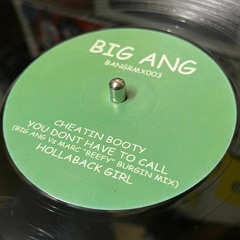 BIG ANG
BANGRMX003
CHEATIN BOOTY
YOU DONT HAVE TO CALL
(BIG ANG VS MARC "BEEFY" BURGIN MIX)
HOLLABACK GIRL